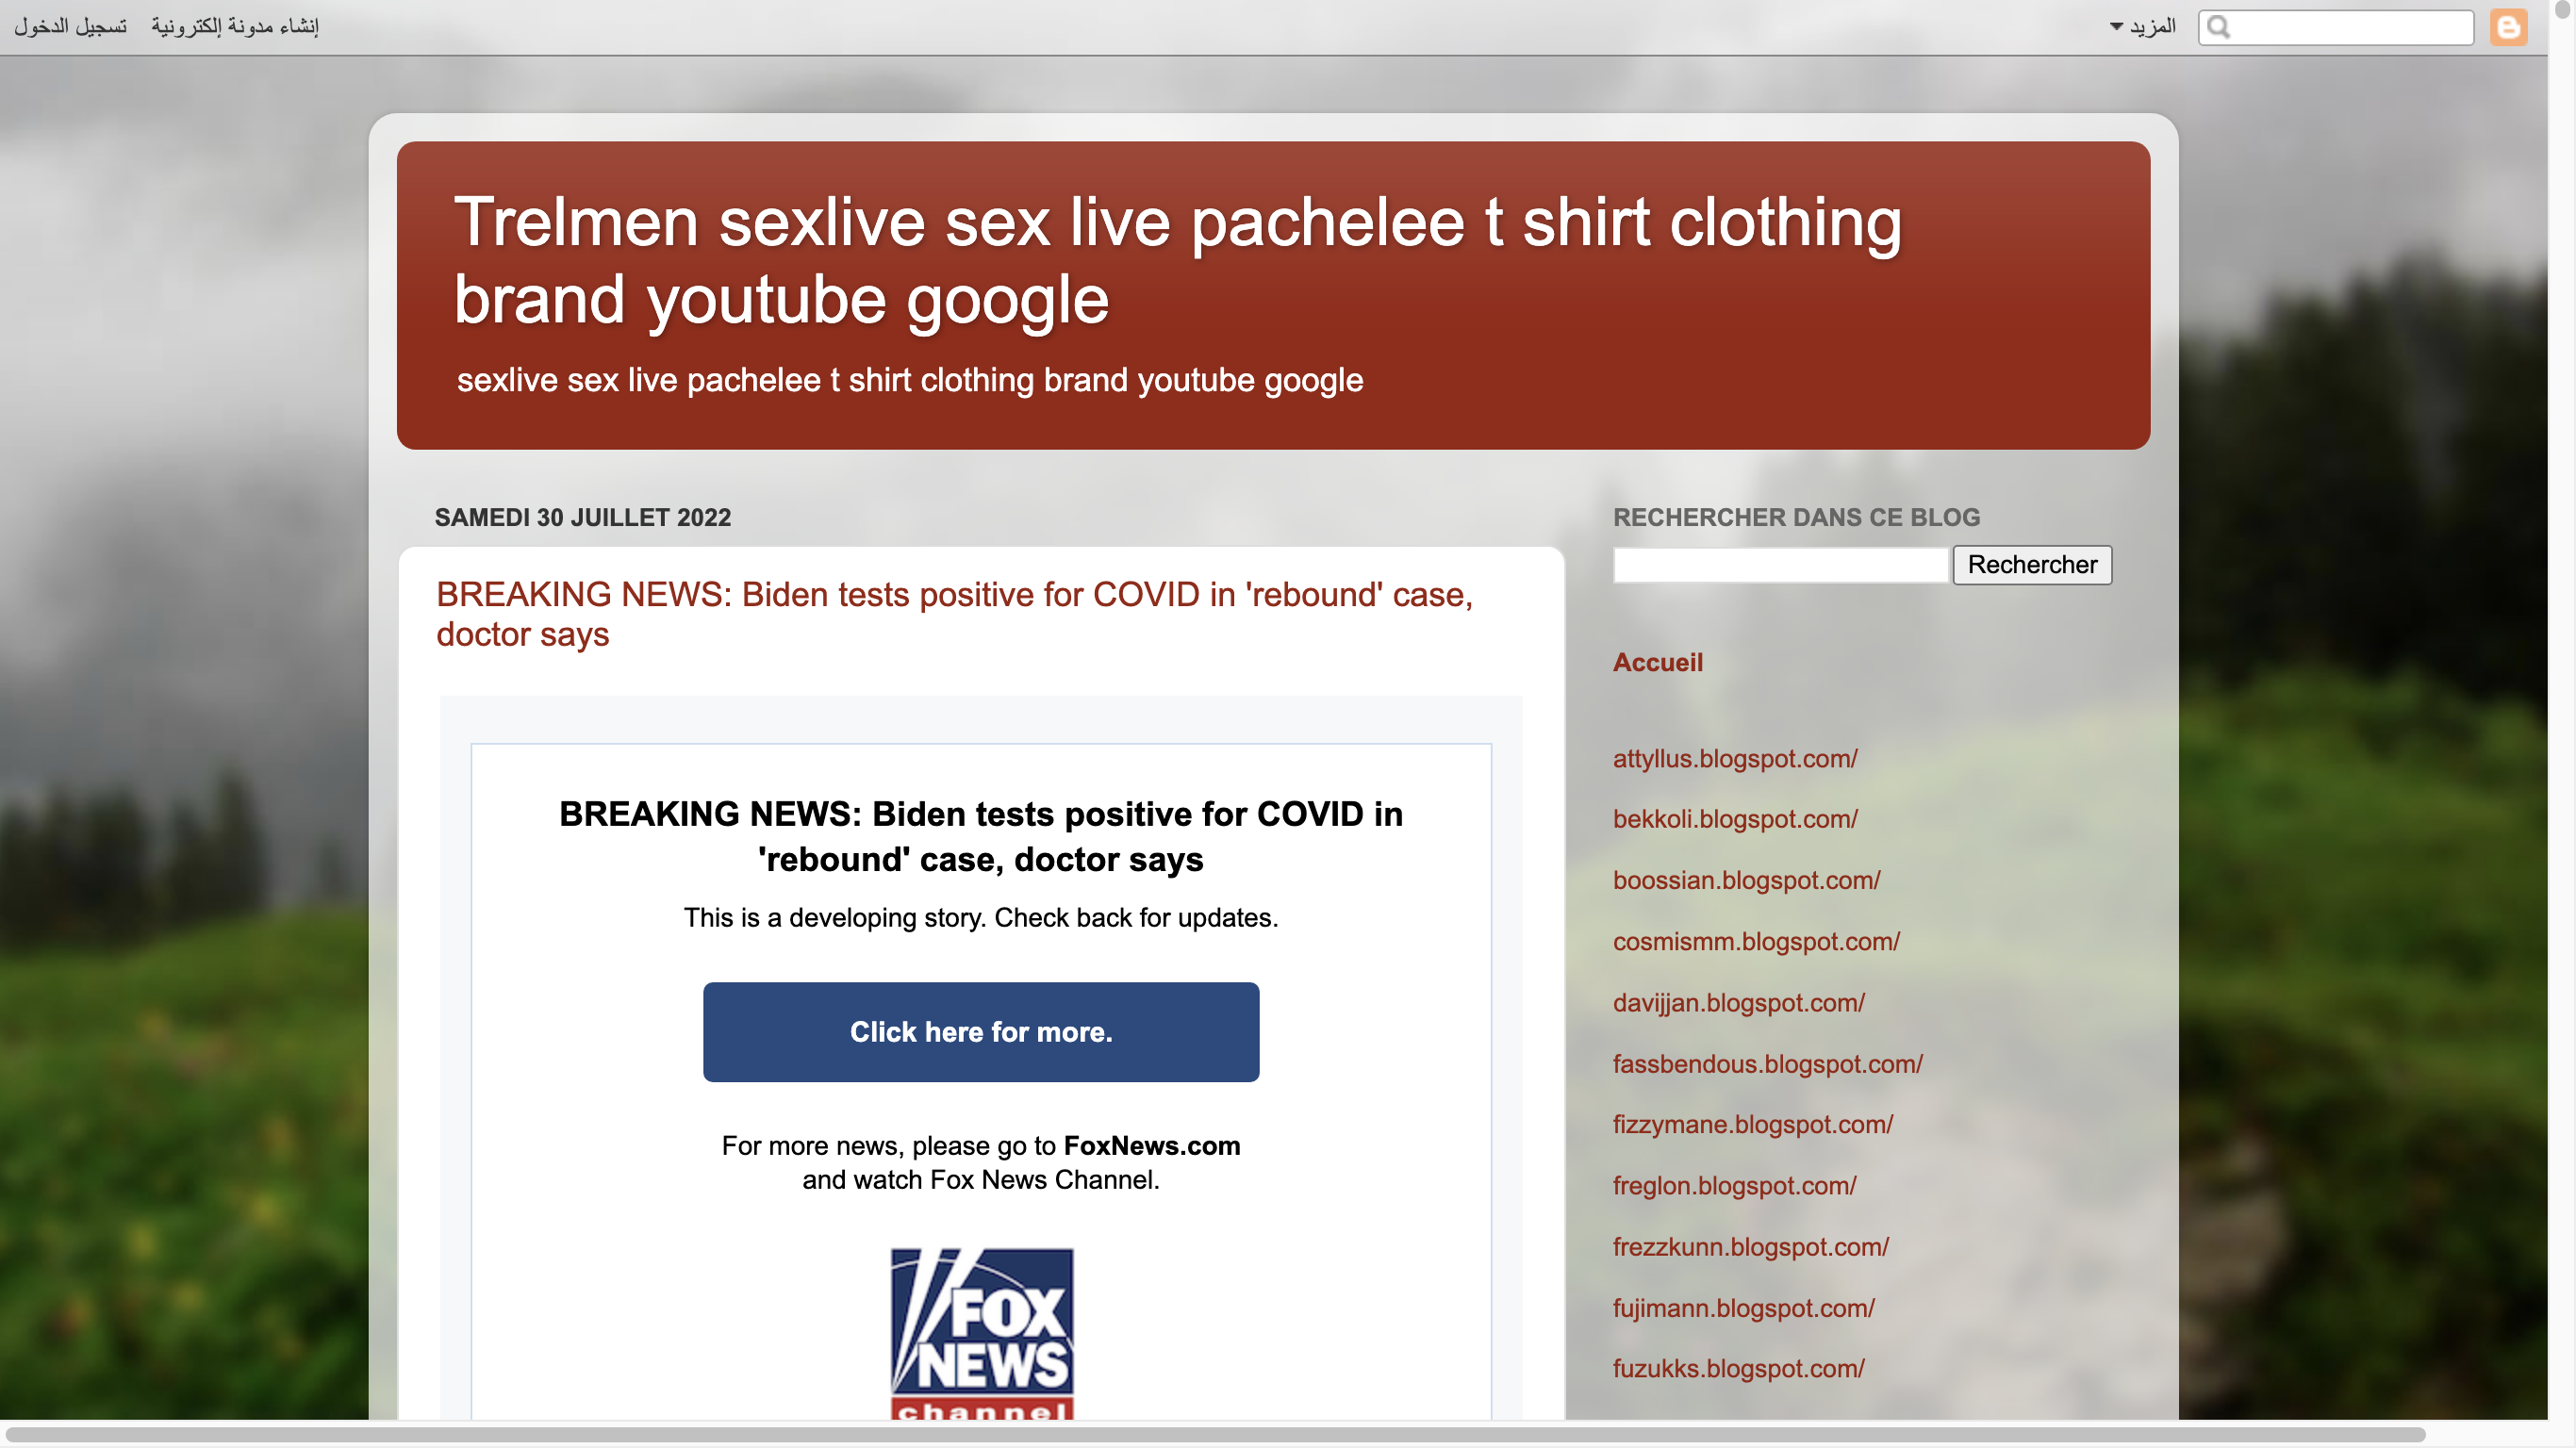 تسجيل الدخول
إنشاء مدونة إلكترونية
المزيد
Trelmen sexlive sex live pachelee t shirt clothing
brand youtube google
sexlive sex live pachelee t shirt clothing brand youtube google
SAMEDI 30 JUILLET 2022
BREAKING NEWS: Biden tests positive for COVID in 'rebound' case,
doctor says
BREAKING NEWS: Biden tests positive for COVID in
'rebound' case, doctor says
This is a developing story. Check back for updates.
Click here for more.
For more news, please go to FoxNews.com
and watch Fox News Channel.
FOX
NEWS
channel
RECHERCHER DANS CE BLOG
Rechercher
Accueil
attyllus.blogspot.com/
bekkoli.blogspot.com/
boossian.blogspot.com/
cosmismm.blogspot.com/
davijjan.blogspot.com/
fassbendous.blogspot.com/
fizzymane.blogspot.com/
freglon.blogspot.com/
frezzkunn.blogspot.com/
fujimann.blogspot.com/
fuzukks.blogspot.com/